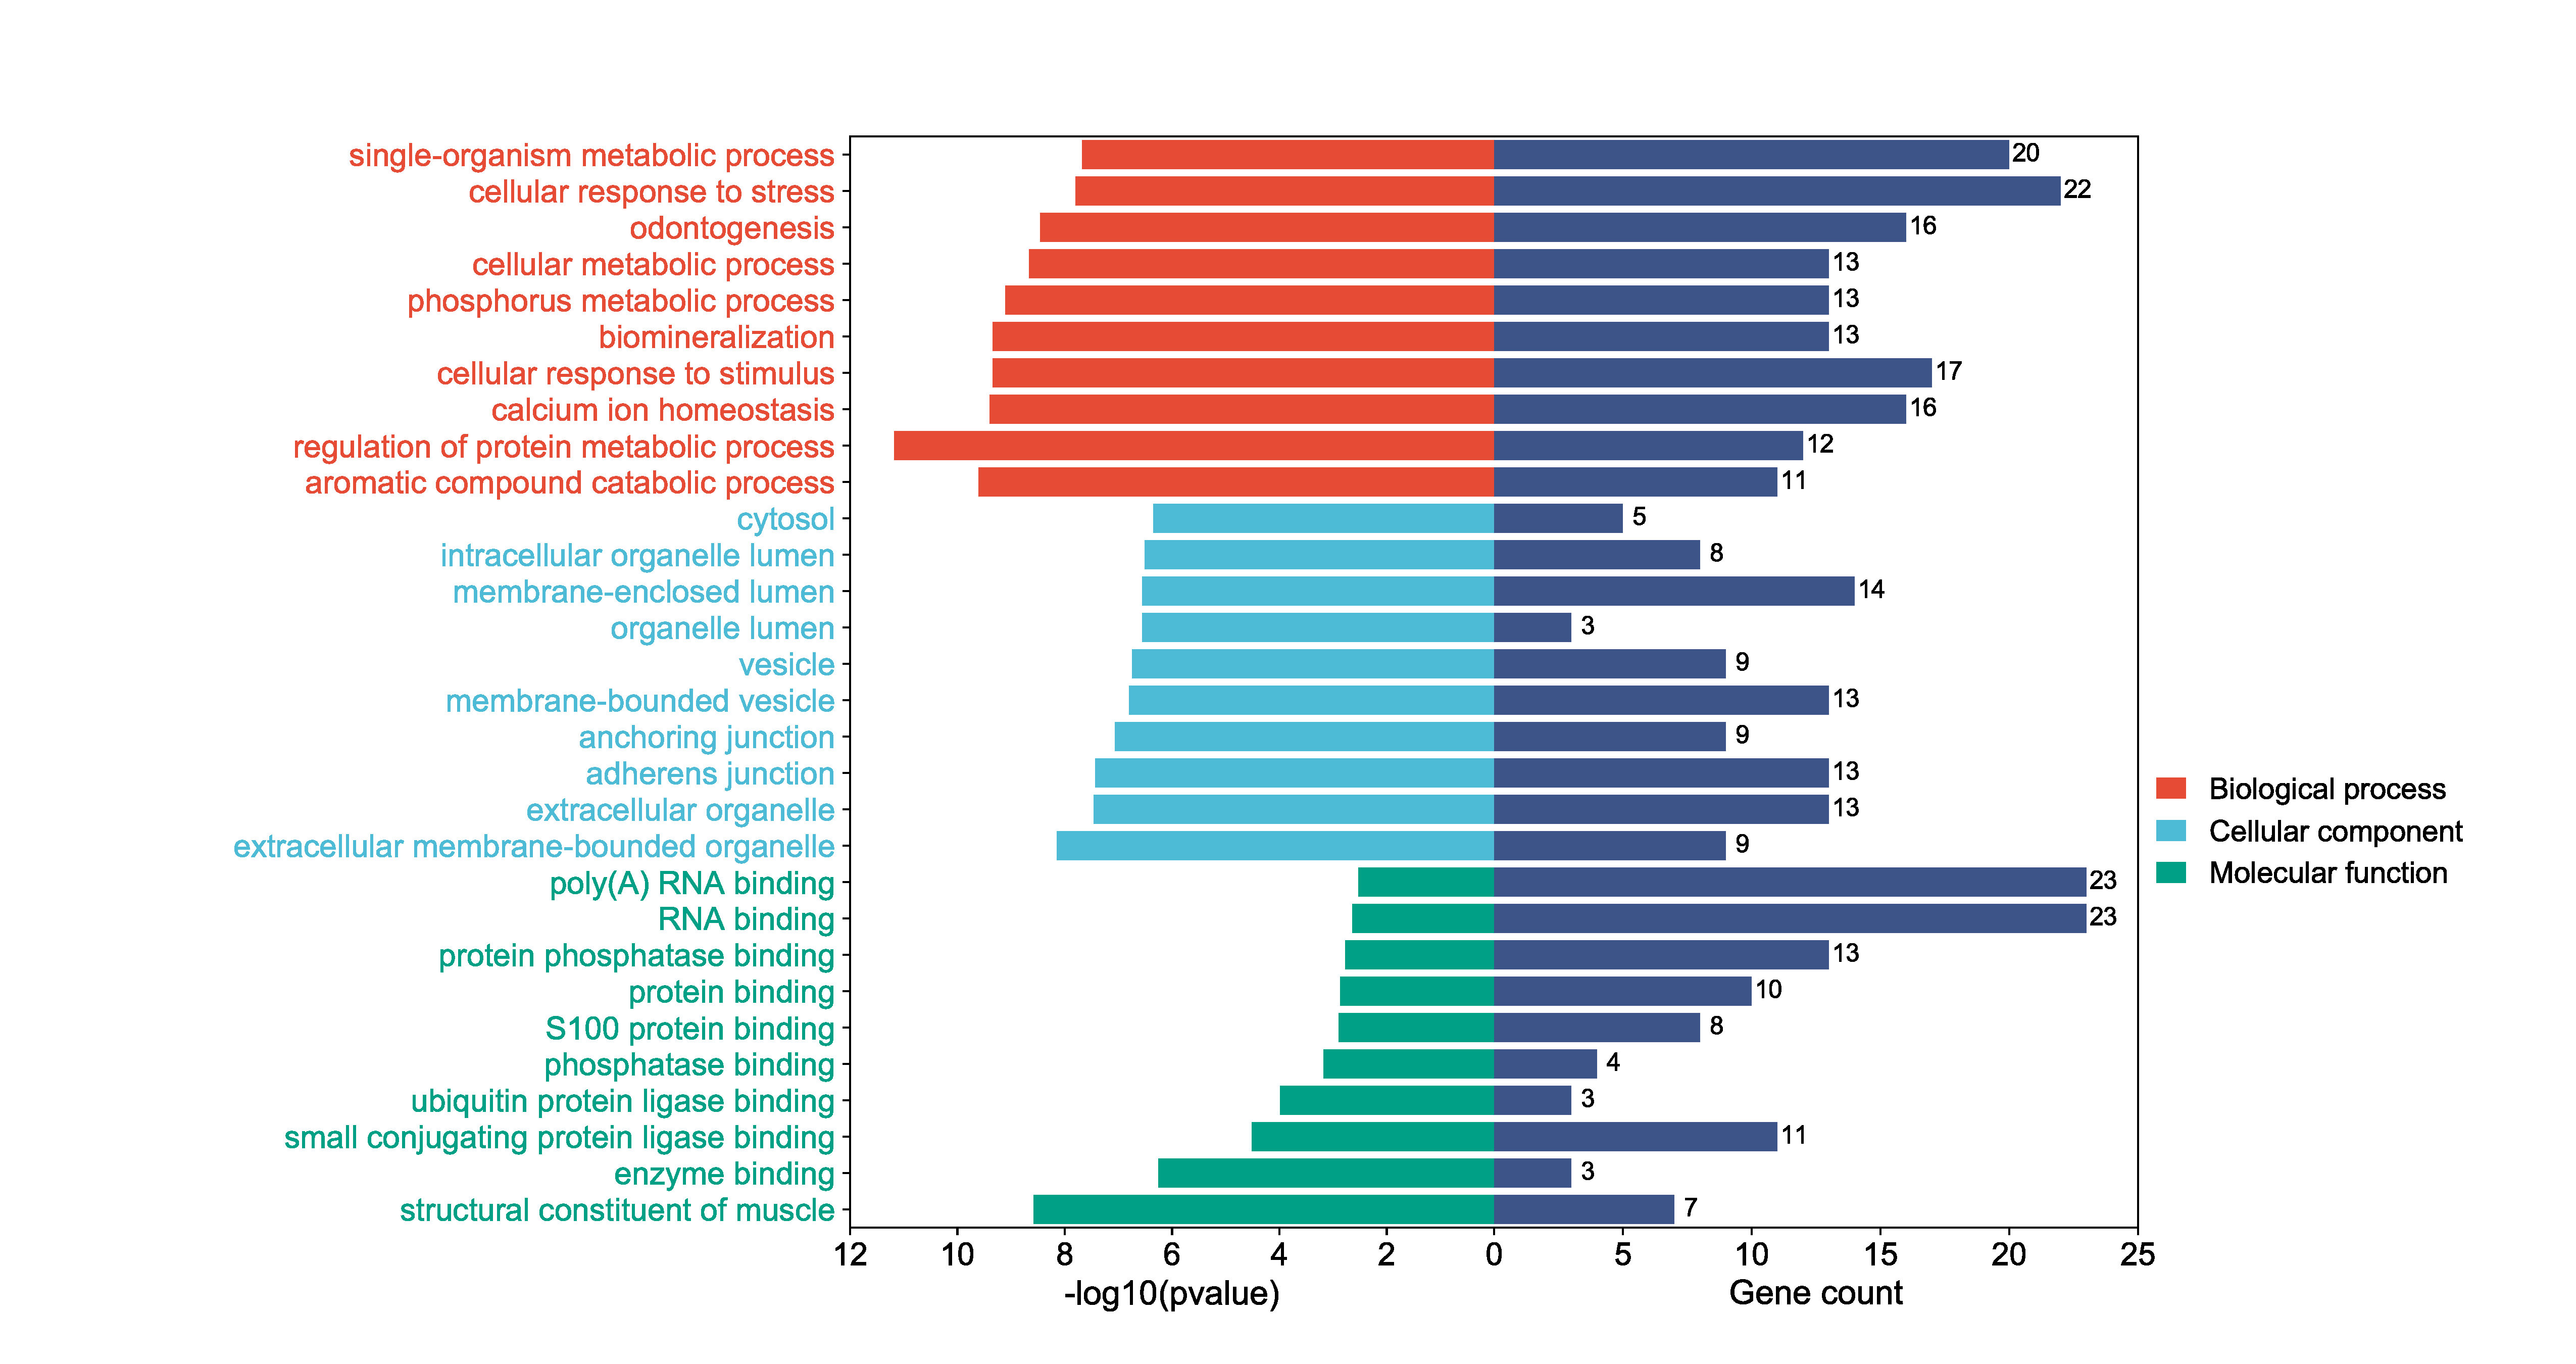 single-organism metabolic process 20
cellular response to stress 22
odontogenesis 16
cellular metabolic process 13
phosphorus metabolic process 13
biomineralization 13
cellular response to stimulus 17
calcium ion homeostasis 16
regulation of protein metabolic process 12
aromatic compound catabolic process 11
cytosol 5
intracellular organelle lumen 8
membrane-enclosed lumen 14
organelle lumen 3
vesicle 9
membrane-bounded vesicle 13
anchoring junction 9
adherens junction 13
extracellular organelle 13
extracellular membrane-bounded organelle 9
poly(A) RNA binding 23
RNA binding 23
protein phosphatase binding 13
protein binding 10
S100 protein binding 8
phosphatase binding 4
ubiquitin protein ligase binding 3
small conjugating protein ligase binding 11
enzyme binding 3
structural constituent of muscle 7
12 10 8 6 4 2 0 5 10 15 20 25
-log10(pvalue) Gene count
Biological process
Cellular component
Molecular function